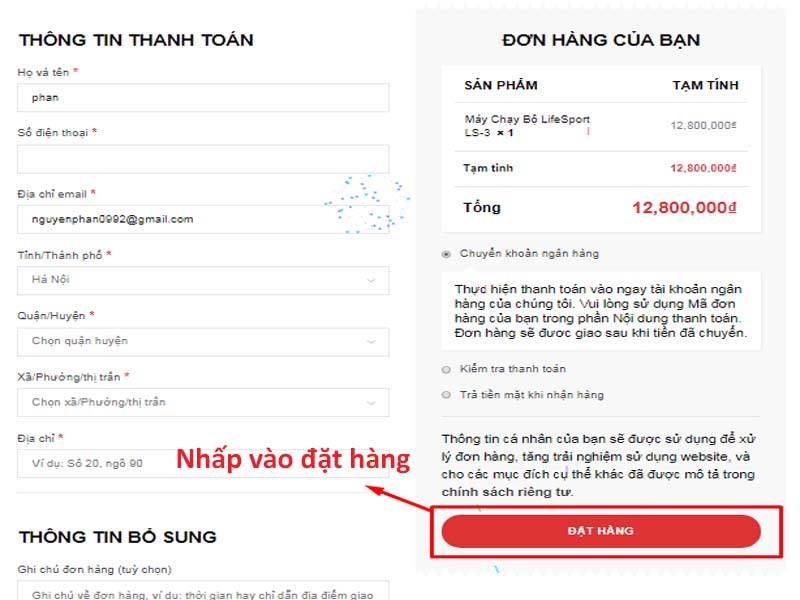 THÔNG TIN THANH TOÁN
Họ và tên *
phan
Số điện thoại *
Địa chỉ email *
nguyenphan0992@gmail.com
Tỉnh/Thành phố *
Hà Nội
Quận/Huyện *
Chọn quận huyện
Xã/Phường/thị trấn *
Chọn xã/Phường/thị trấn
Địa chỉ *
Ví dụ: Số 20, ngõ 90
Nhấp vào đặt hàng
THÔNG TIN BỔ SUNG
Ghi chú đơn hàng (tuỳ chọn)
Ghi chú về đơn hàng, ví dụ: thời gian hay chỉ dẫn địa điểm giao
ĐƠN HÀNG CỦA BẠN
SẢN PHẨM TẠM TÍNH
Máy Chạy Bộ LifeSport
LS-3 × 1 12,800,000₫
Tạm tính 12,800,000₫
Tổng 12,800,000₫
Chuyển khoản ngân hàng
Thực hiện thanh toán vào ngay tài khoản ngân
hàng của chúng tôi. Vui lòng sử dụng Mã đơn
hàng của bạn trong phần Nội dung thanh toán.
Đơn hàng sẽ được giao sau khi tiền đã chuyển.
Kiểm tra thanh toán
Trả tiền mặt khi nhận hàng
Thông tin cá nhân của bạn sẽ được sử dụng để xử
lý đơn hàng, tăng trải nghiệm sử dụng website, và
cho các mục đích cụ thể khác đã được mô tả trong
chính sách riêng tư.
ĐẶT HÀNG